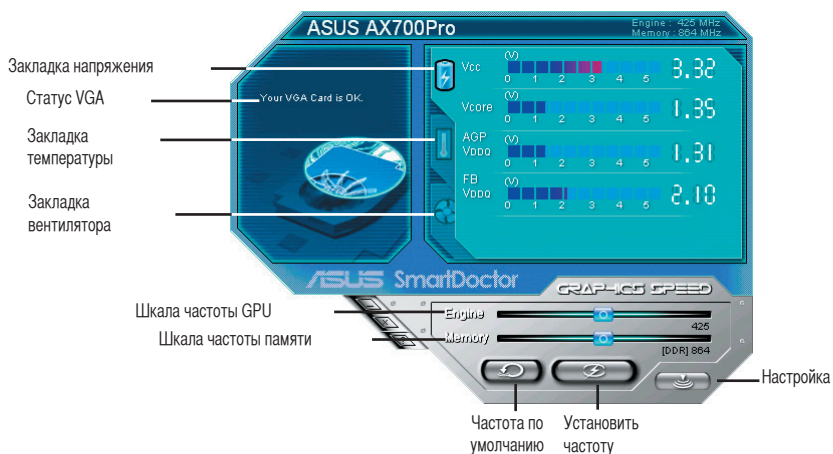 ASUS AX700Pro
Engine : 425 MHz
Memory : 864 MHz
Закладка напряжения
Статус VGA
Закладка
температуры
Закладка
вентилятора
Your VGA Card is OK.
Vcc
(V)
0 1 2 3 4 5
3.32
Vcore
(V)
0 1 2 3 4 5
1.35
AGP
VDDQ
(V)
0 1 2 3 4 5
1.31
FB
VDDQ
(V)
0 1 2 3 4 5
2.10
ASUS SmartDoctor
GRAPHICS SPEED
Шкала частоты GPU
Engine
425
Шкала частоты памяти
Memory
[DDR] 864
Настройка
Частота по
умолчанию
Установить
частоту